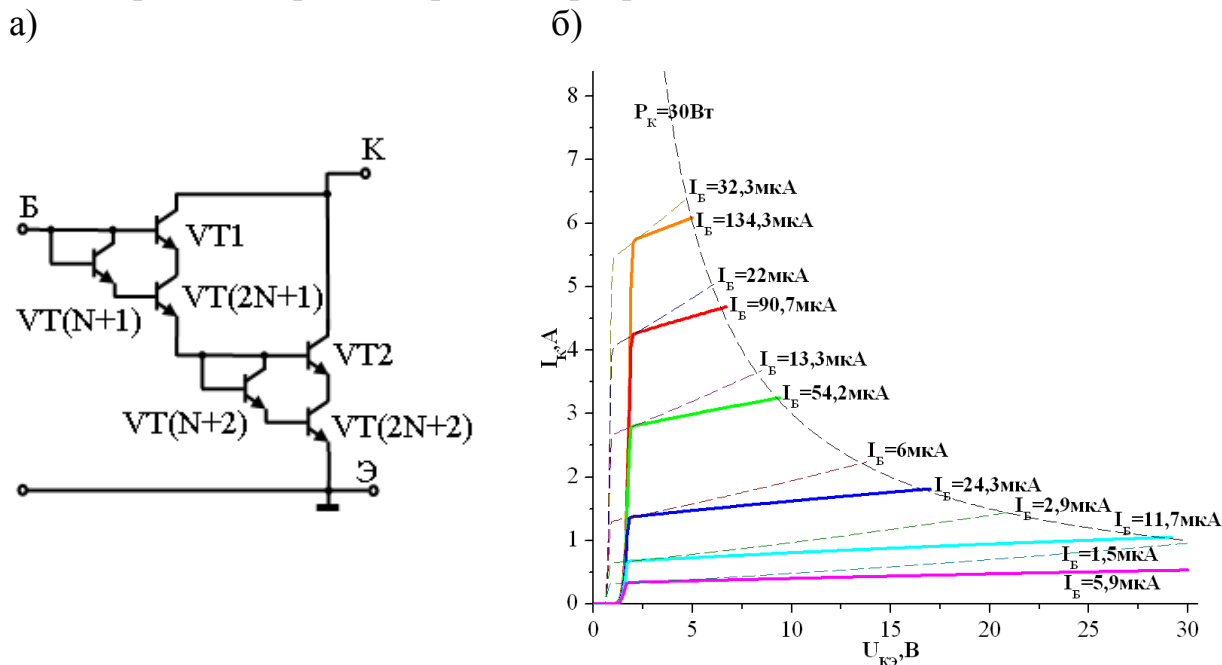 а)
б)
К
Б
VT1
VT(2N+1)
VT(N+1)
VT2
VT(N+2)
VT(2N+2)
Э
I_К,А
8
7
6
5
4
3
2
1
0
P_К=30Вт
I_Б=32,3мкА
I_Б=134,3мкА
I_Б=22мкА
I_Б=90,7мкА
I_Б=13,3мкА
I_Б=54,2мкА
I_Б=6мкА
I_Б=24,3мкА
I_Б=2,9мкА
I_Б=11,7мкА
I_Б=1,5мкА
I_Б=5,9мкА
0 5 10 15 20 25 30
U_КЭ,В